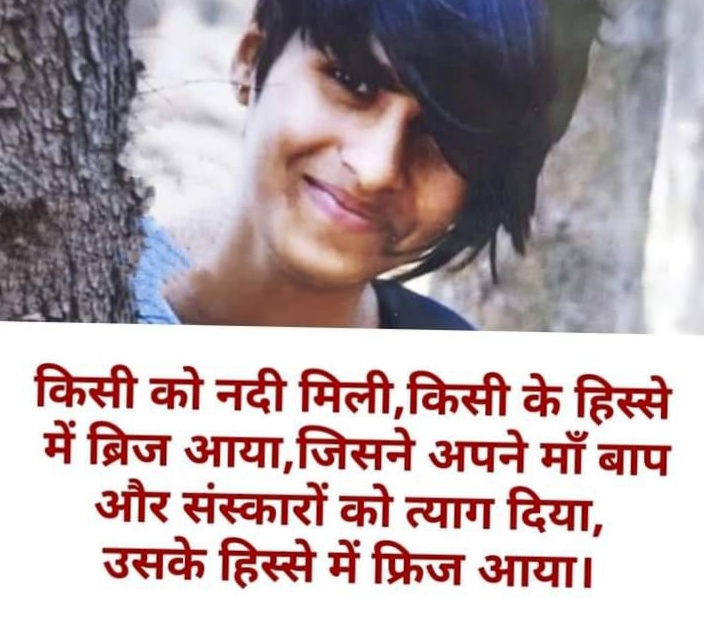 किसी को नदी मिली,किसी के हिस्से
में ब्रिज आया,जिसने अपने माँ बाप
और संस्कारों को त्याग दिया,
उसके हिस्से में फ्रिज आया।